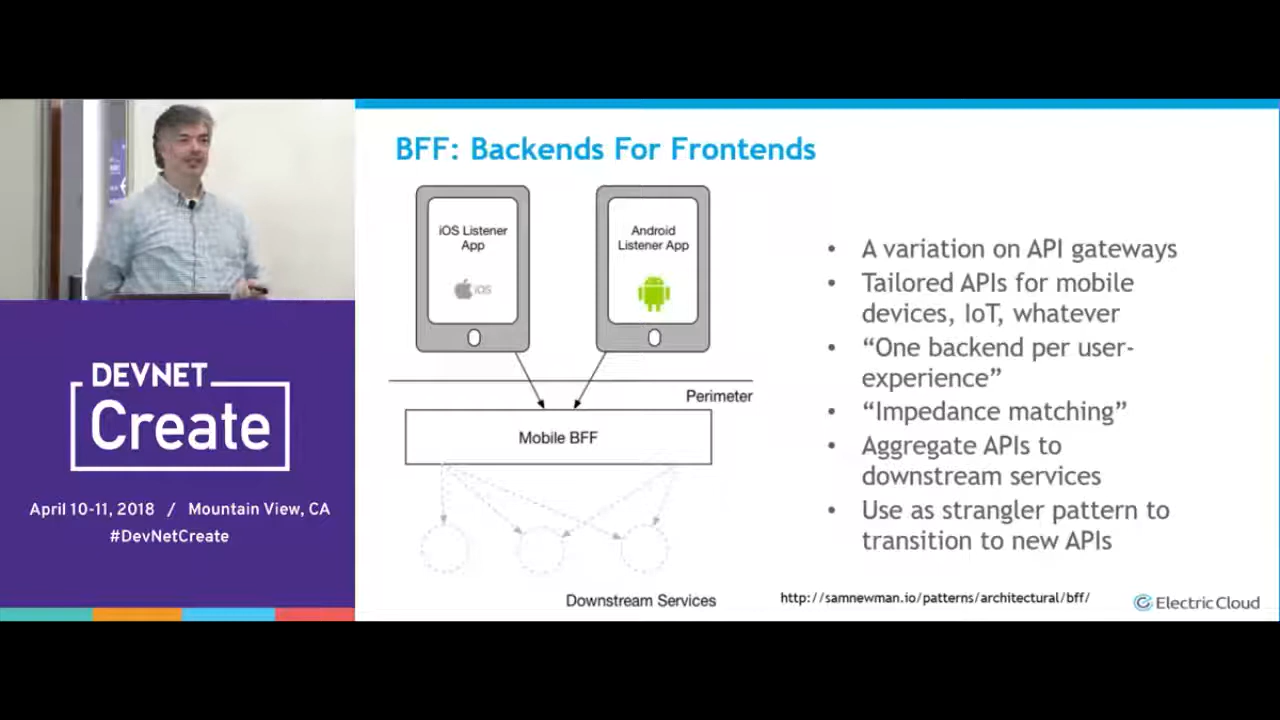 BFF: Backends For Frontends
iOS Listener
App
iOS
Android
Listener App
Perimeter
Mobile BFF
Downstream Services
• A variation on API gateways
• Tailored APIs for mobile
devices, IoT, whatever
• “One backend per user-
experience”
• “Impedance matching”
• Aggregate APIs to
downstream services
• Use as strangler pattern to
transition to new APIs
http://samnewman.io/patterns/architectural/bff/
Electric Cloud
DEVNET
Create
April 10-11, 2018 / Mountain View, CA
#DevNetCreate